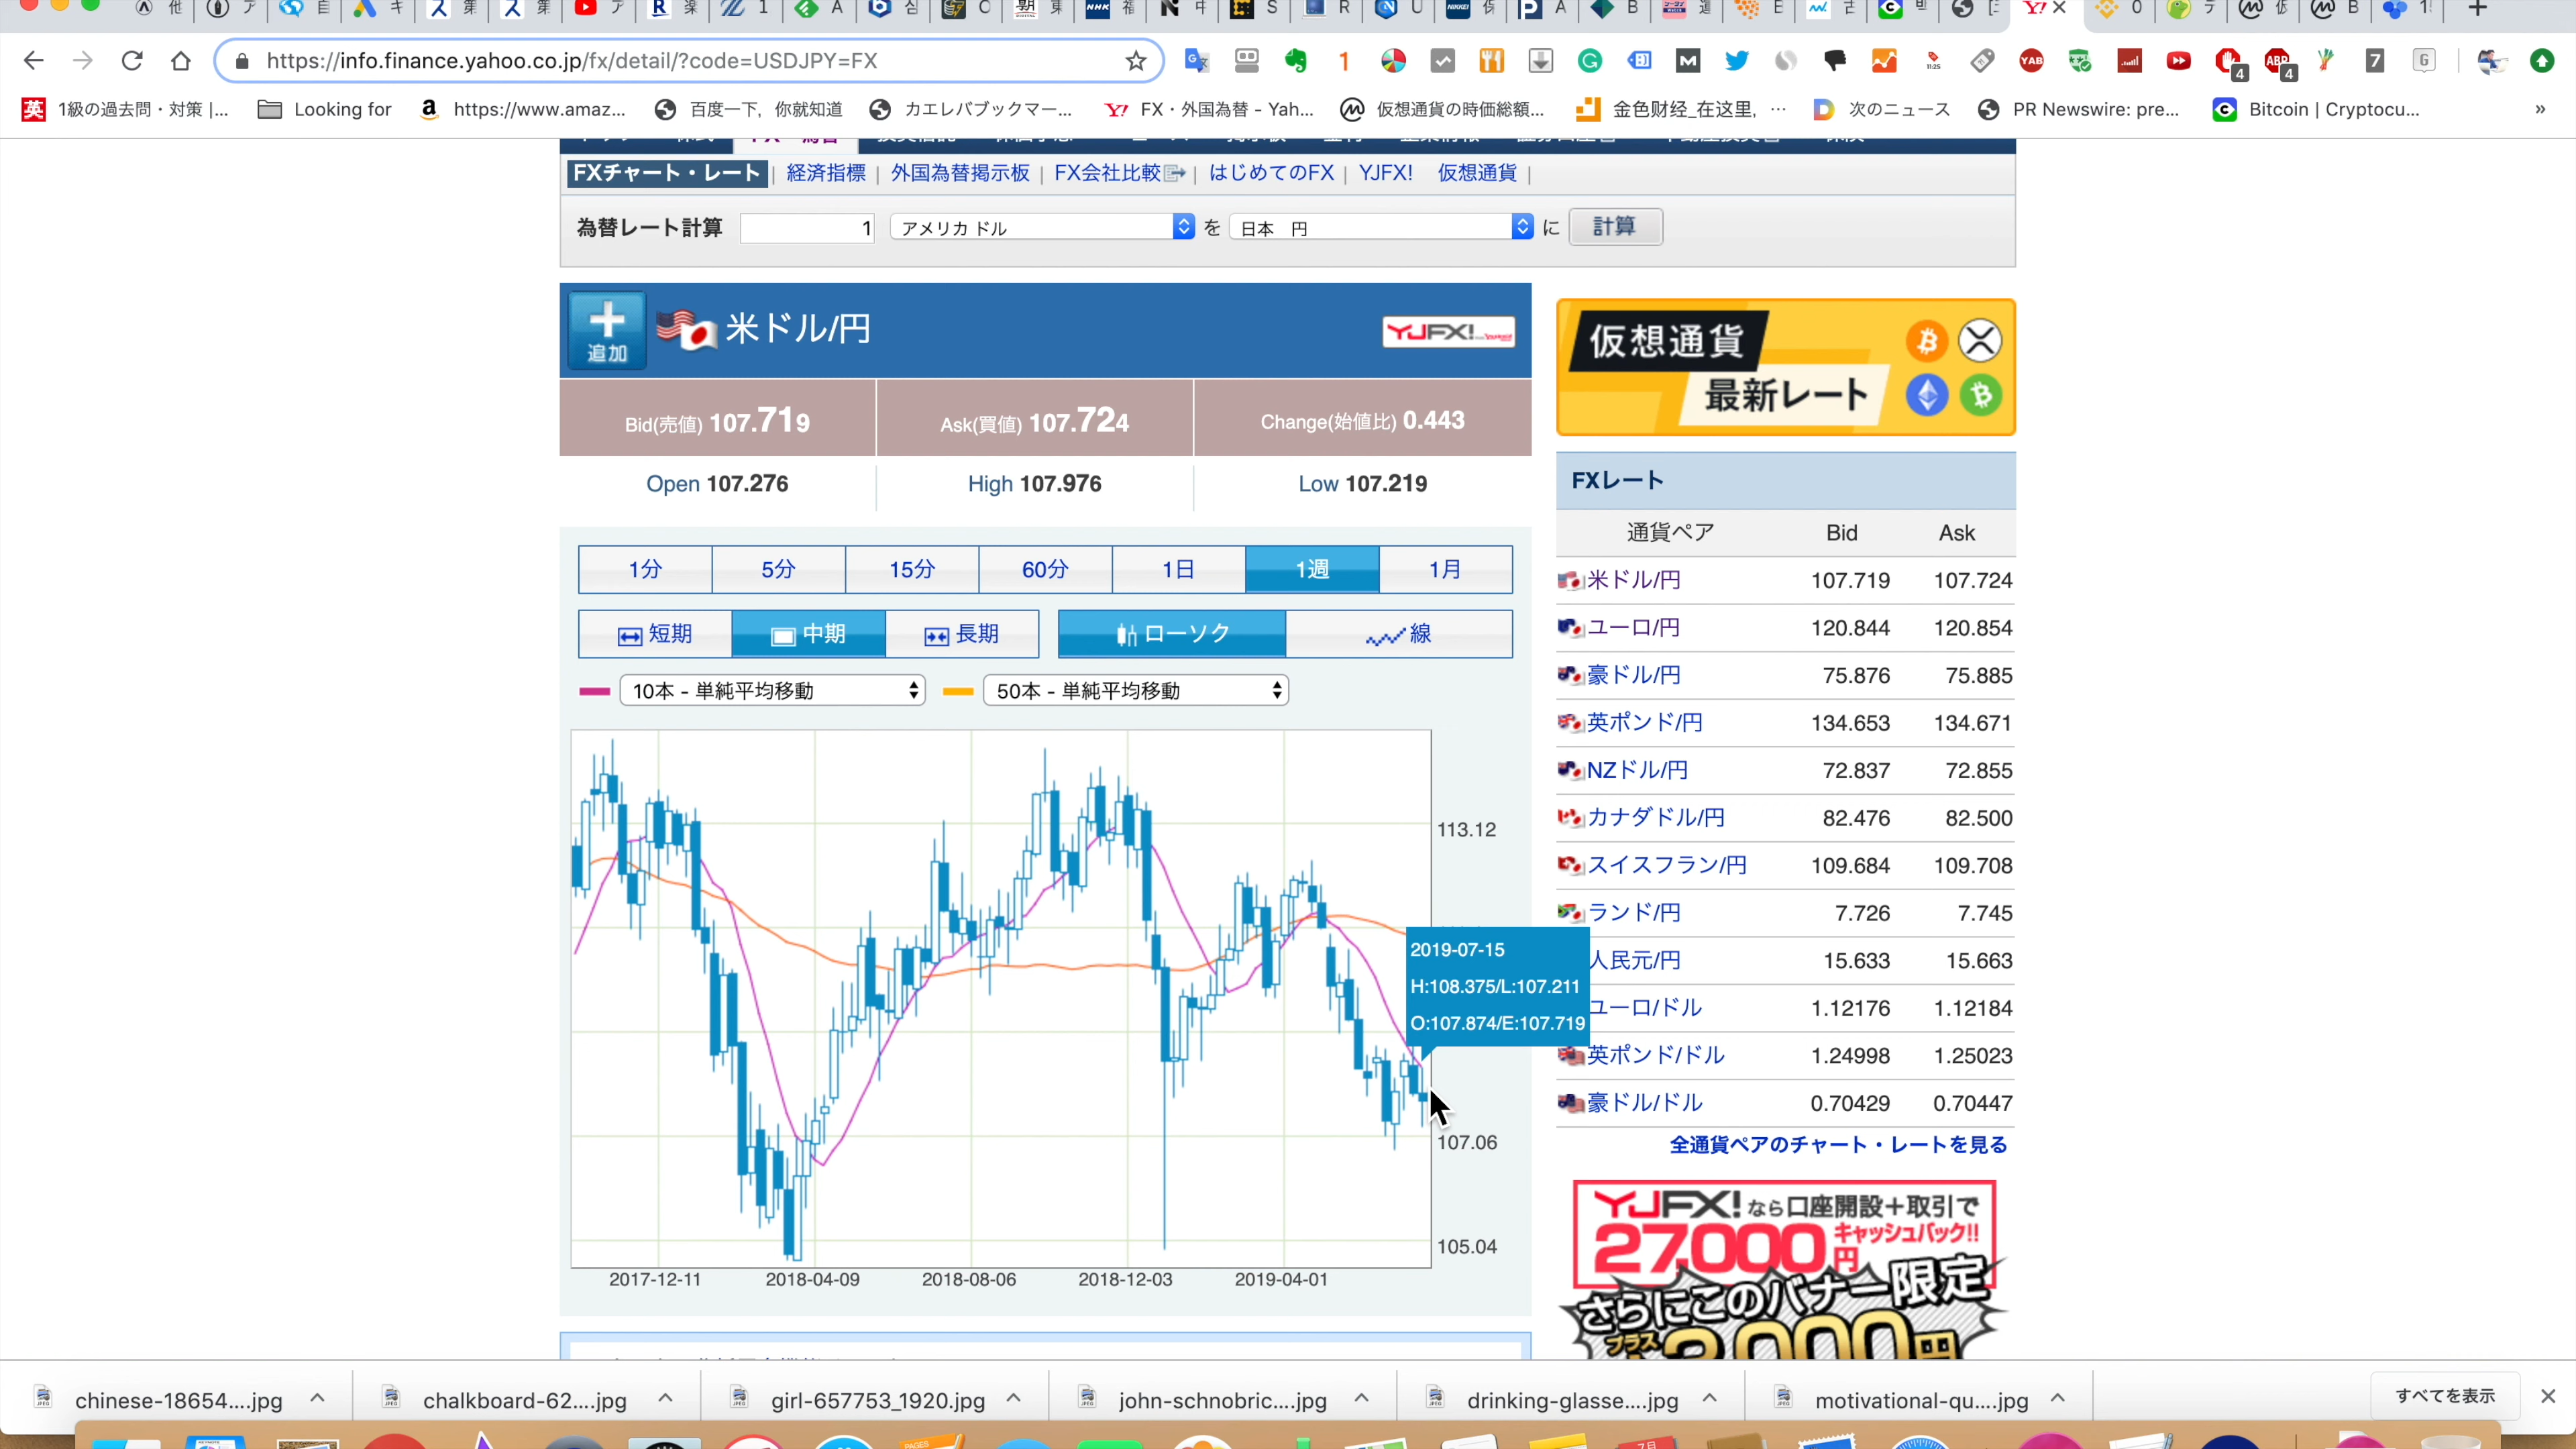 https://info.finance.yahoo.co.jp/fx/detail/?code=USDJPY=FX
1級の過去問・対策 |...
Looking for
https://www.amaz...
百度一下,你就知道
カエレバブックマー...
FX・外国為替 - Yah...
仮想通貨の時価総額...
金色财经_在这里, ...
次のニュース
PR Newswire: pre...
Bitcoin | Cryptocu...
»
FXチャート・レート | 経済指標 | 外国為替掲示板 | FX会社比較 | はじめてのFX | YJFX! 仮想通貨 |
為替レート計算 1 アメリカ ドル を 日本 円 に 計算
追加
米ドル/円
YJFX!
Bid(売値) 107.719
Ask(買値) 107.724
Change(始値比) 0.443
Open 107.276
High 107.976
Low 107.219
1分 5分 15分 60分 1日 1週 1月
短期 中期 長期 ローソク 線
10本 - 単純平均移動
50本 - 単純平均移動
113.12
107.06
105.04
2019-07-15
H:108.375/L:107.211
O:107.874/E:107.719
2017-12-11 2018-04-09 2018-08-06 2018-12-03 2019-04-01
仮想通貨
最新レート
FXレート
通貨ペア Bid Ask
米ドル/円 107.719 107.724
ユーロ/円 120.844 120.854
豪ドル/円 75.876 75.885
英ポンド/円 134.653 134.671
NZドル/円 72.837 72.855
カナダドル/円 82.476 82.500
スイスフラン/円 109.684 109.708
ランド/円 7.726 7.745
人民元/円 15.633 15.663
ユーロ/ドル 1.12176 1.12184
英ポンド/ドル 1.24998 1.25023
豪ドル/ドル 0.70429 0.70447
全通貨ペアのチャート・レートを見る
YJFX!なら口座開設+取引で
27,000円キャッシュバック!!
さらにこのバナー限定
プラス3,000円
chinese-18654....jpg
chalkboard-62....jpg
girl-657753_1920.jpg
john-schnobric....jpg
drinking-glasse....jpg
motivational-qu....jpg
すべてを表示